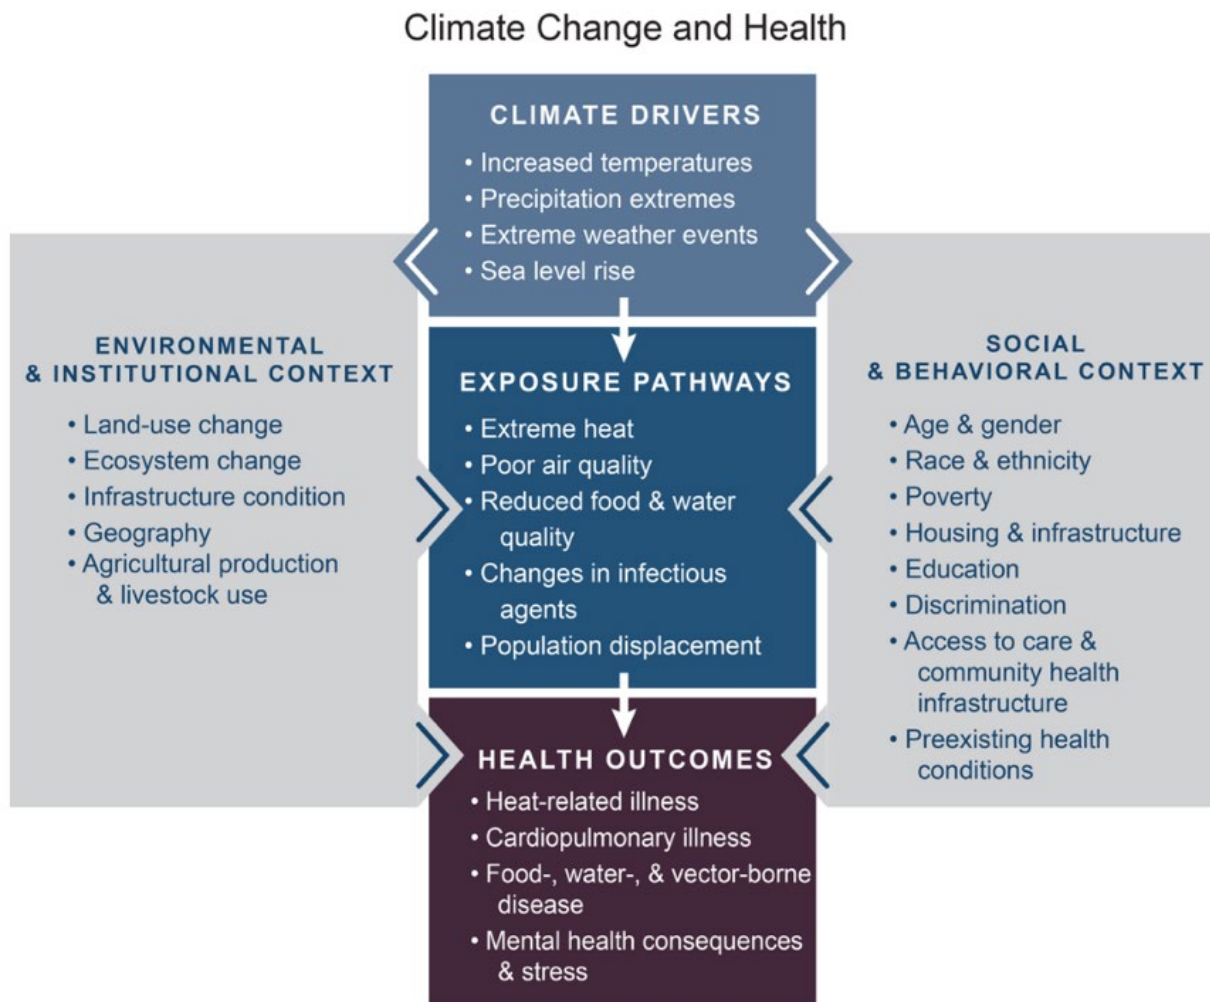 Climate Change and Health
CLIMATE DRIVERS
• Increased temperatures
• Precipitation extremes
• Extreme weather events
• Sea level rise
ENVIRONMENTAL
& INSTITUTIONAL CONTEXT
• Land-use change
• Ecosystem change
• Infrastructure condition
• Geography
• Agricultural production
& livestock use
EXPOSURE PATHWAYS
• Extreme heat
• Poor air quality
• Reduced food & water
quality
• Changes in infectious
agents
• Population displacement
SOCIAL
& BEHAVIORAL CONTEXT
• Age & gender
• Race & ethnicity
• Poverty
• Housing & infrastructure
• Education
• Discrimination
• Access to care &
community health
infrastructure
• Preexisting health
conditions
HEALTH OUTCOMES
• Heat-related illness
• Cardiopulmonary illness
• Food-, water-, & vector-borne
disease
• Mental health consequences
& stress